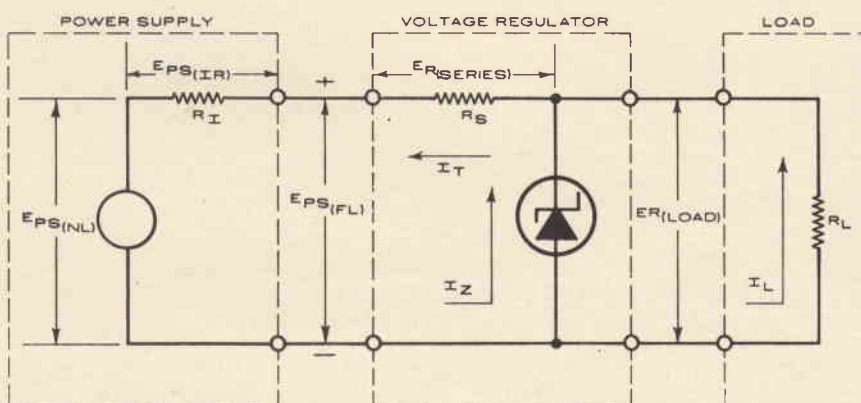 POWER SUPPLY
VOLTAGE REGULATOR
LOAD
EPS(IR)
ER(SERIES)
RI
+
RS
IT
EPS(NL)
EPS(FL)
ER(LOAD)
RL
IZ
IL
−